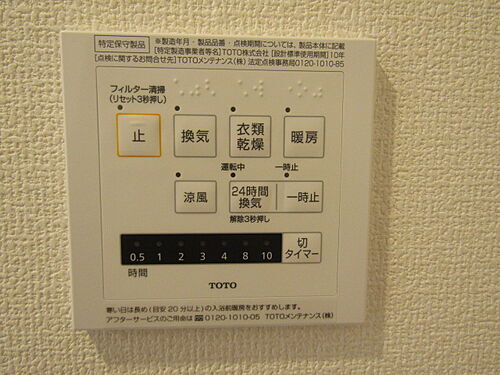 特定保守製品
※製造年月・製品品番・点検期間については、製品本体に記載
[特定製造事業者等名]TOTO株式会社 [設計標準使用期間]10年
[点検に関するお問合せ先]TOTOメンテナンス(株) 法定点検事務局0120-1010-85
フィルター清掃
(リセット3秒押し)
止
換気
衣類
乾燥
暖房
運転中
一時止
涼風
24時間
換気
一時止
解除3秒押し
0.5 1 2 3 4 8 10
切
タイマー
時間
TOTO
寒い日は長め(目安20分以上)の入浴前暖房をおすすめします。
アフターサービスのご用命は 0120-1010-05 TOTOメンテナンス(株)